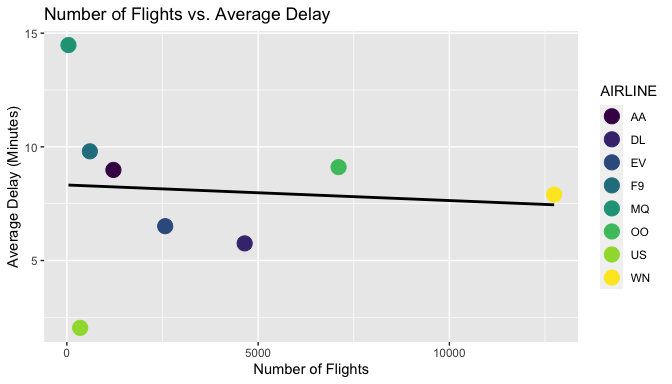 Number of Flights vs. Average Delay
Average Delay (Minutes)
15
10
5
0
5000
10000
Number of Flights
AIRLINE
AA
DL
EV
F9
MQ
OO
US
WN